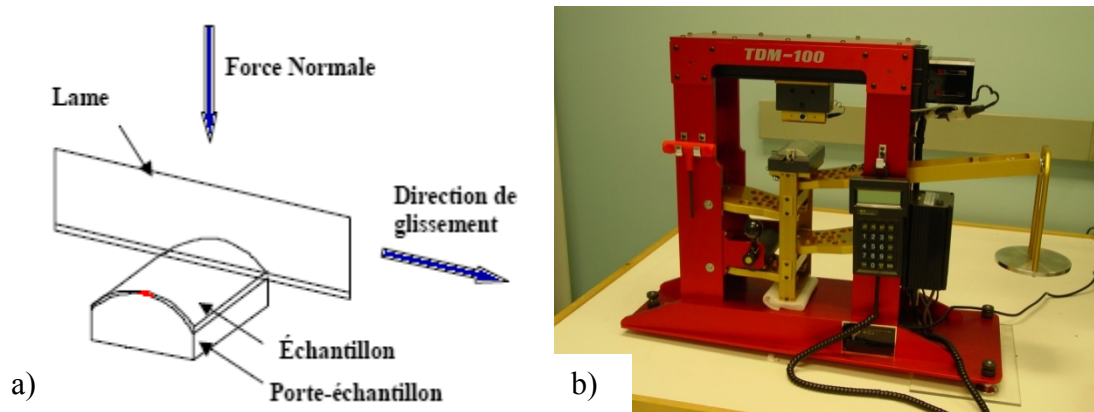 Force Normale
Lame
Direction de
glissement
Échantillon
Porte-échantillon
a)
TDM-100
b)